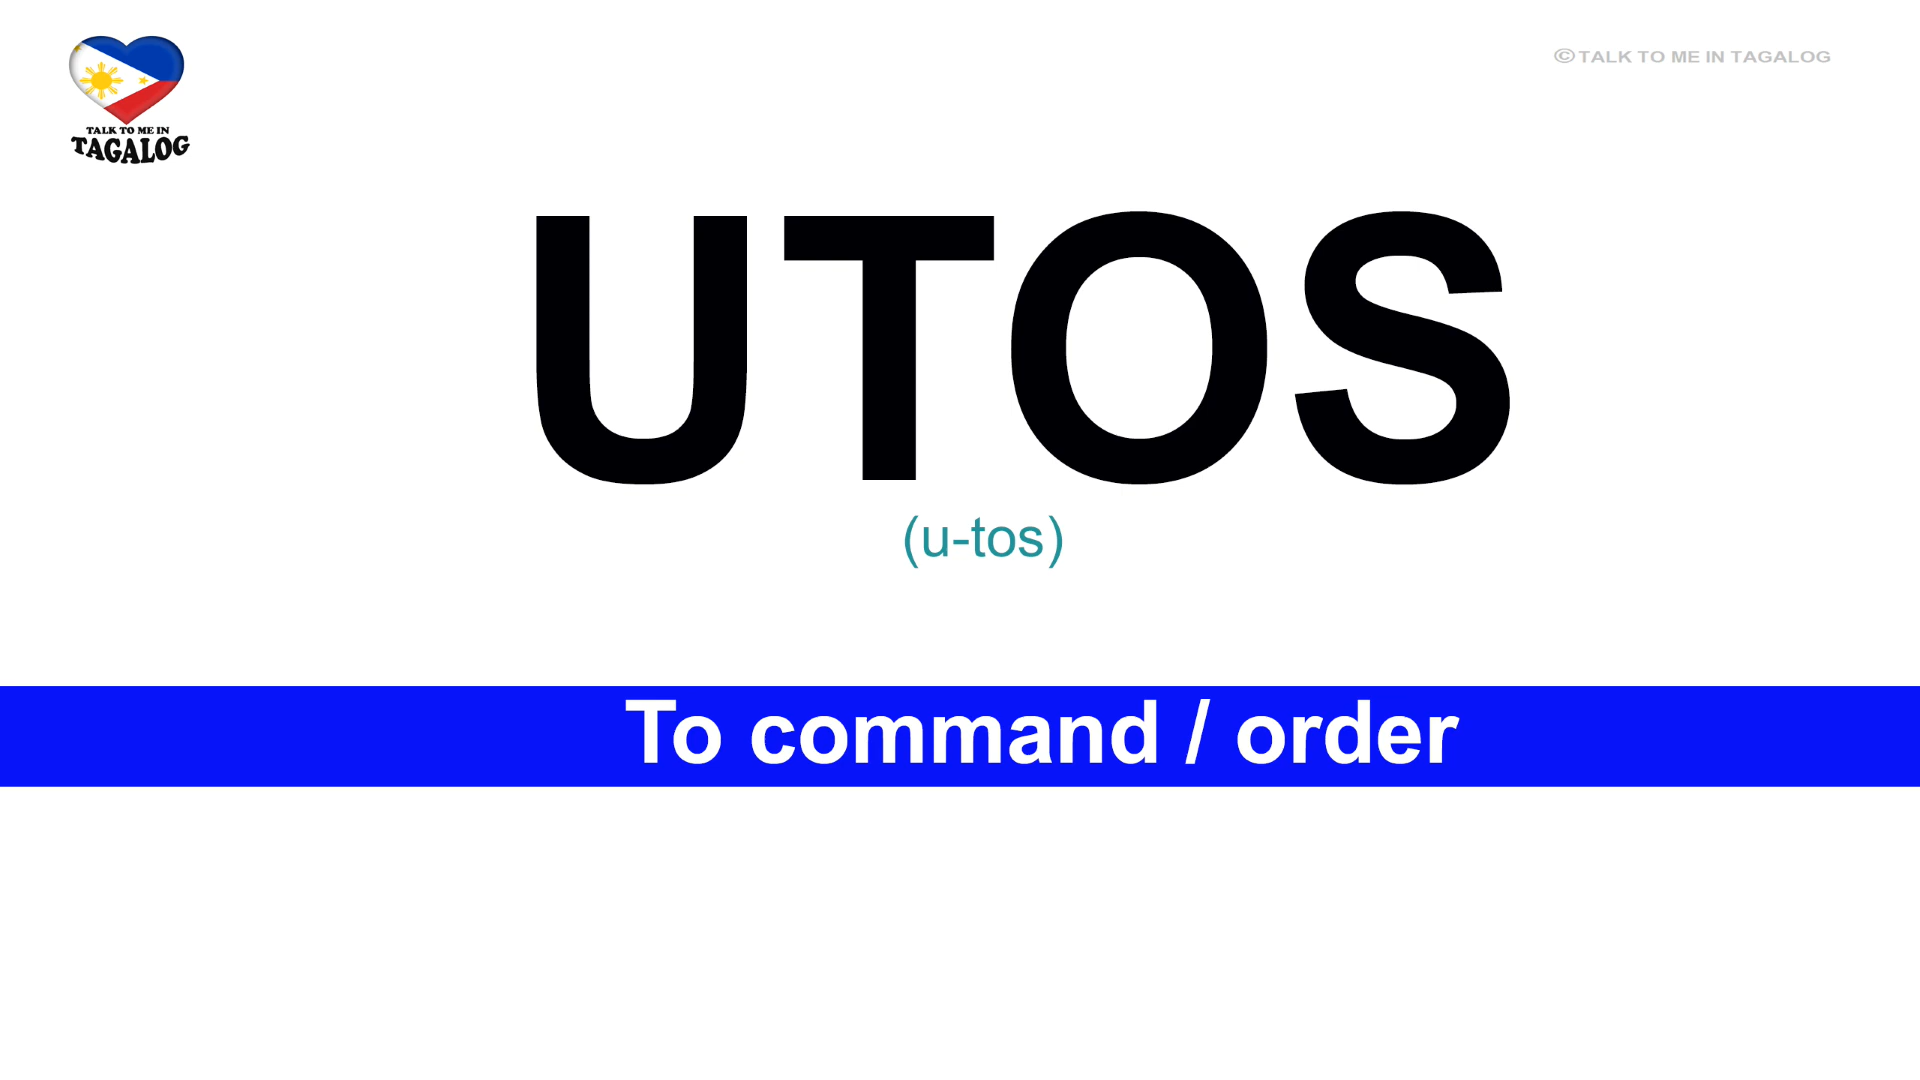 TALK TO ME IN
TAGALOG
© TALK TO ME IN TAGALOG
UTOS
(u-tos)
To command / order